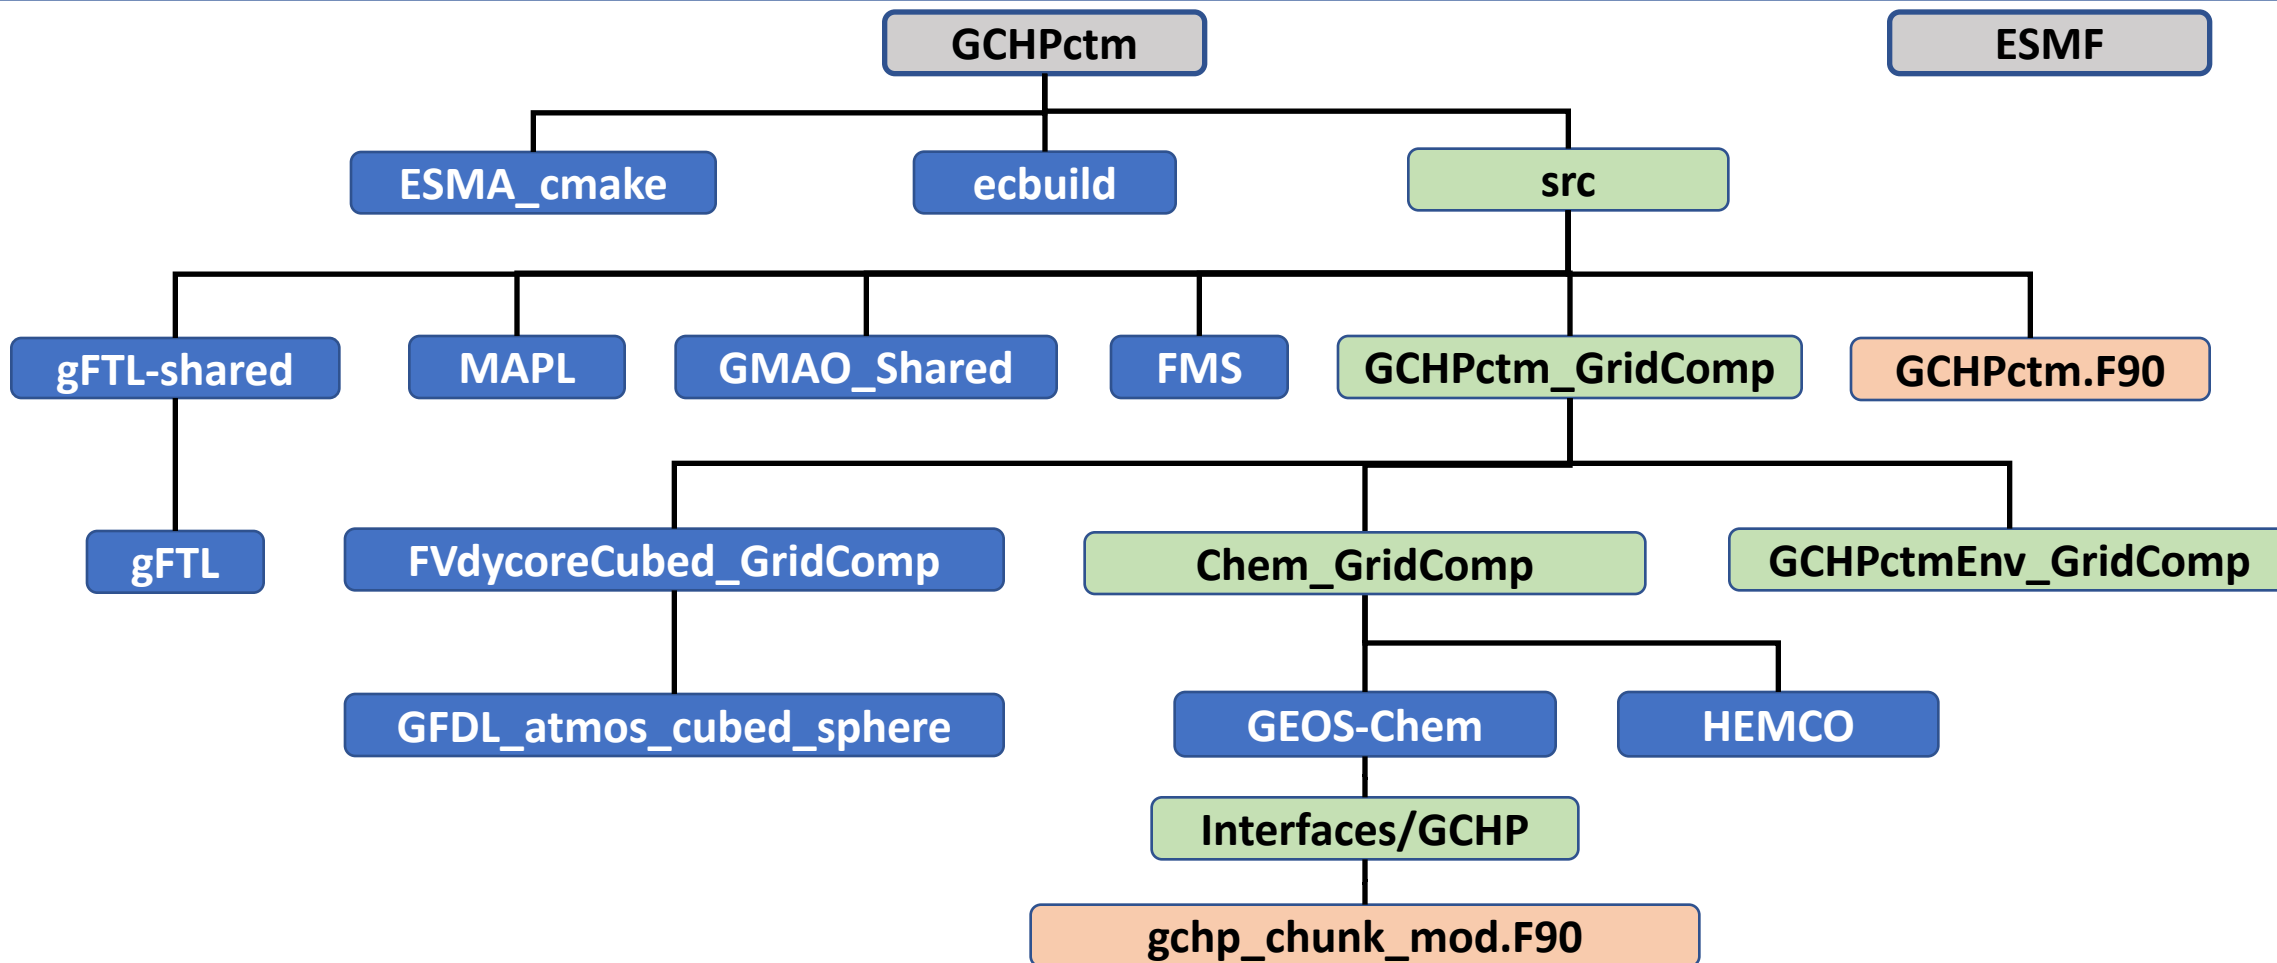 GCHPctm
ESMF
ESMA_cmake
ecbuild
src
gFTL-shared
MAPL
GMAO_Shared
FMS
GCHPctm_GridComp
GCHPctm.F90
gFTL
FVdycoreCubed_GridComp
Chem_GridComp
GCHPctmEnv_GridComp
GFDL_atmos_cubed_sphere
GEOS-Chem
HEMCO
Interfaces/GCHP
gchp_chunk_mod.F90